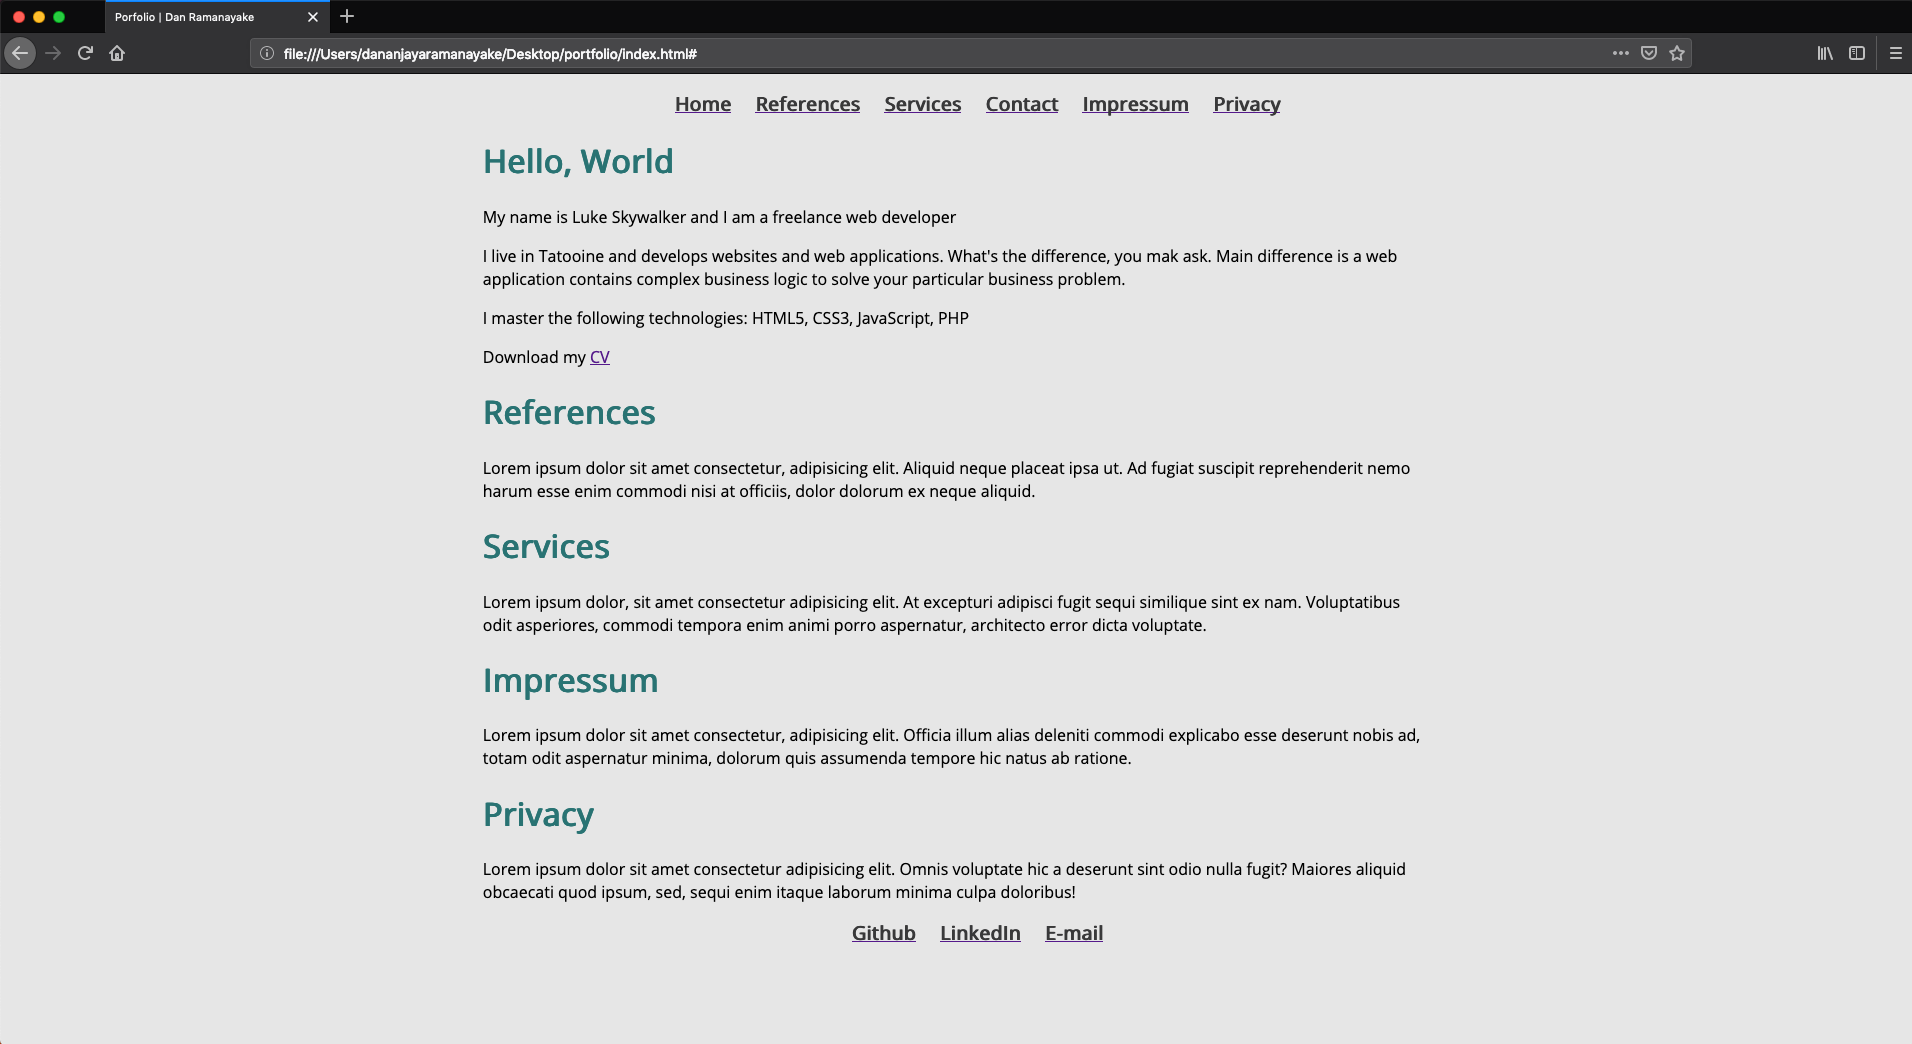 Porfolio | Dan Ramanayake
file:///Users/dananjayaramanayake/Desktop/portfolio/index.html#
Home References Services Contact Impressum Privacy
Hello, World
My name is Luke Skywalker and I am a freelance web developer
I live in Tatooine and develops websites and web applications. What's the difference, you mak ask. Main difference is a web
application contains complex business logic to solve your particular business problem.
I master the following technologies: HTML5, CSS3, JavaScript, PHP
Download my CV
References
Lorem ipsum dolor sit amet consectetur, adipisicing elit. Aliquid neque placeat ipsa ut. Ad fugiat suscipit reprehenderit nemo
harum esse enim commodi nisi at officiis, dolor dolorum ex neque aliquid.
Services
Lorem ipsum dolor, sit amet consectetur adipisicing elit. At excepturi adipisci fugit sequi similique sint ex nam. Voluptatibus
odit asperiores, commodi tempora enim animi porro aspernatur, architecto error dicta voluptate.
Impressum
Lorem ipsum dolor sit amet consectetur, adipisicing elit. Officia illum alias deleniti commodi explicabo esse deserunt nobis ad,
totam odit aspernatur minima, dolorum quis assumenda tempore hic natus ab ratione.
Privacy
Lorem ipsum dolor sit amet consectetur adipisicing elit. Omnis voluptate hic a deserunt sint odio nulla fugit? Maiores aliquid
obcaecati quod ipsum, sed, sequi enim itaque laborum minima culpa doloribus!
Github LinkedIn E-mail